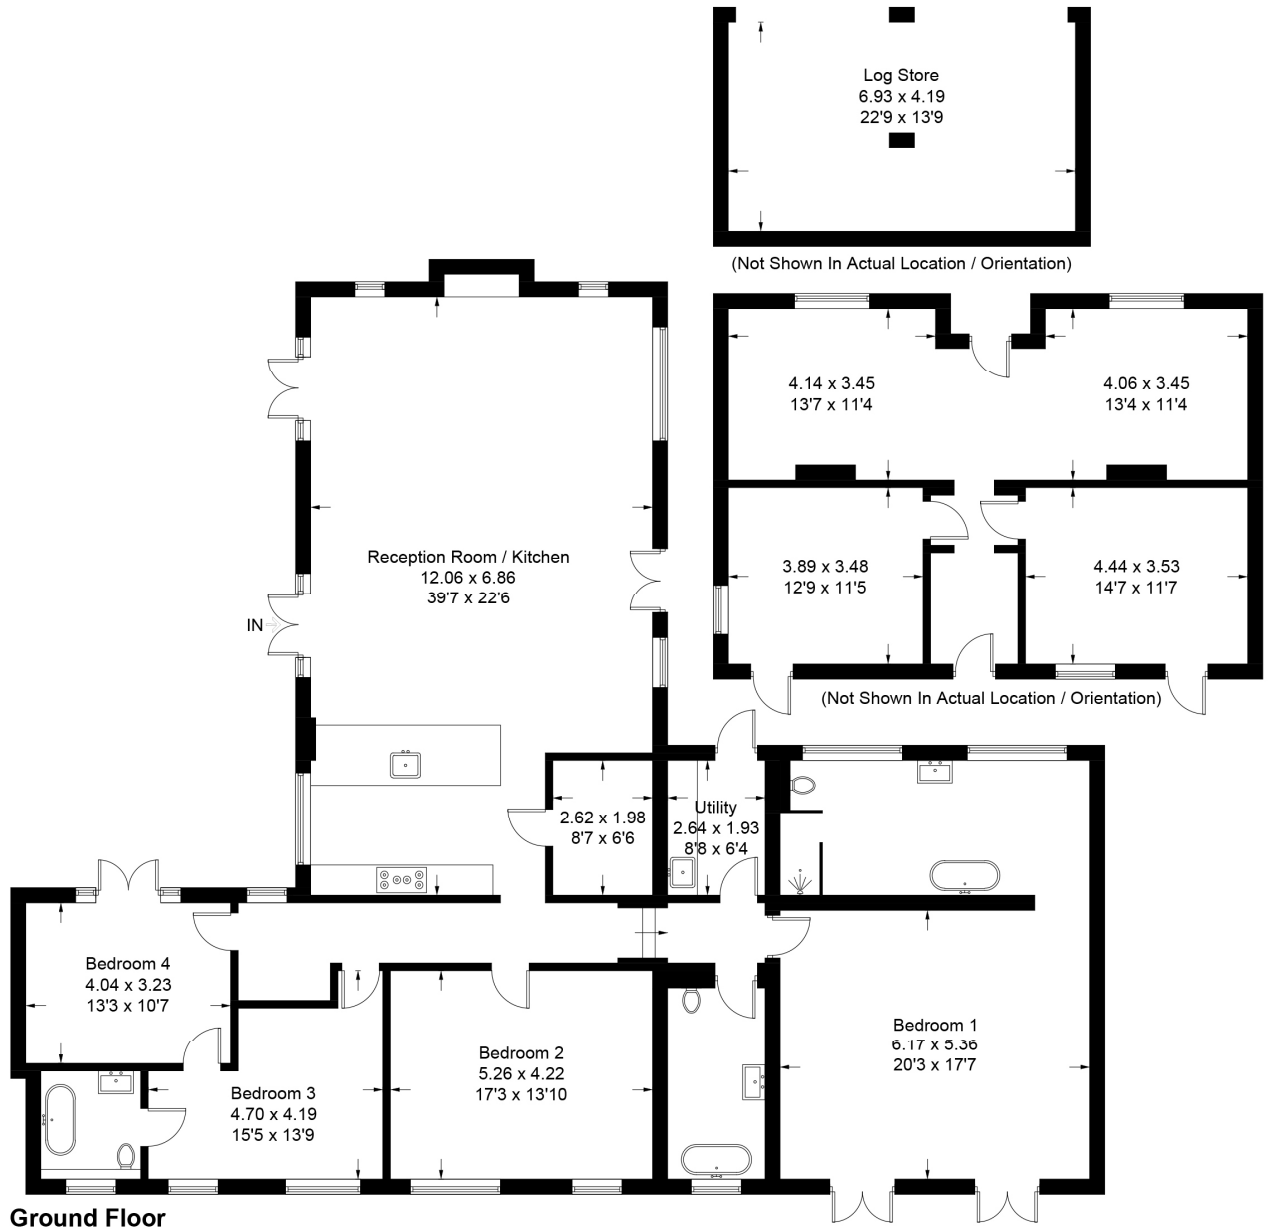 Log Store
6.93 x 4.19
22'9 x 13'9
(Not Shown In Actual Location / Orientation)
4.14 x 3.45
13'7 x 11'4
4.06 x 3.45
13'4 x 11'4
3.89 x 3.48
12'9 x 11'5
4.44 x 3.53
14'7 x 11'7
(Not Shown In Actual Location / Orientation)
Reception Room / Kitchen
12.06 x 6.86
39'7 x 22'6
IN
2.62 x 1.98
8'7 x 6'6
Utility
2.64 x 1.93
8'8 x 6'4
Bedroom 4
4.04 x 3.23
13'3 x 10'7
Bedroom 3
4.70 x 4.19
15'5 x 13'9
Bedroom 2
5.26 x 4.22
17'3 x 13'10
Bedroom 1
6.17 x 5.36
20'3 x 17'7
Ground Floor